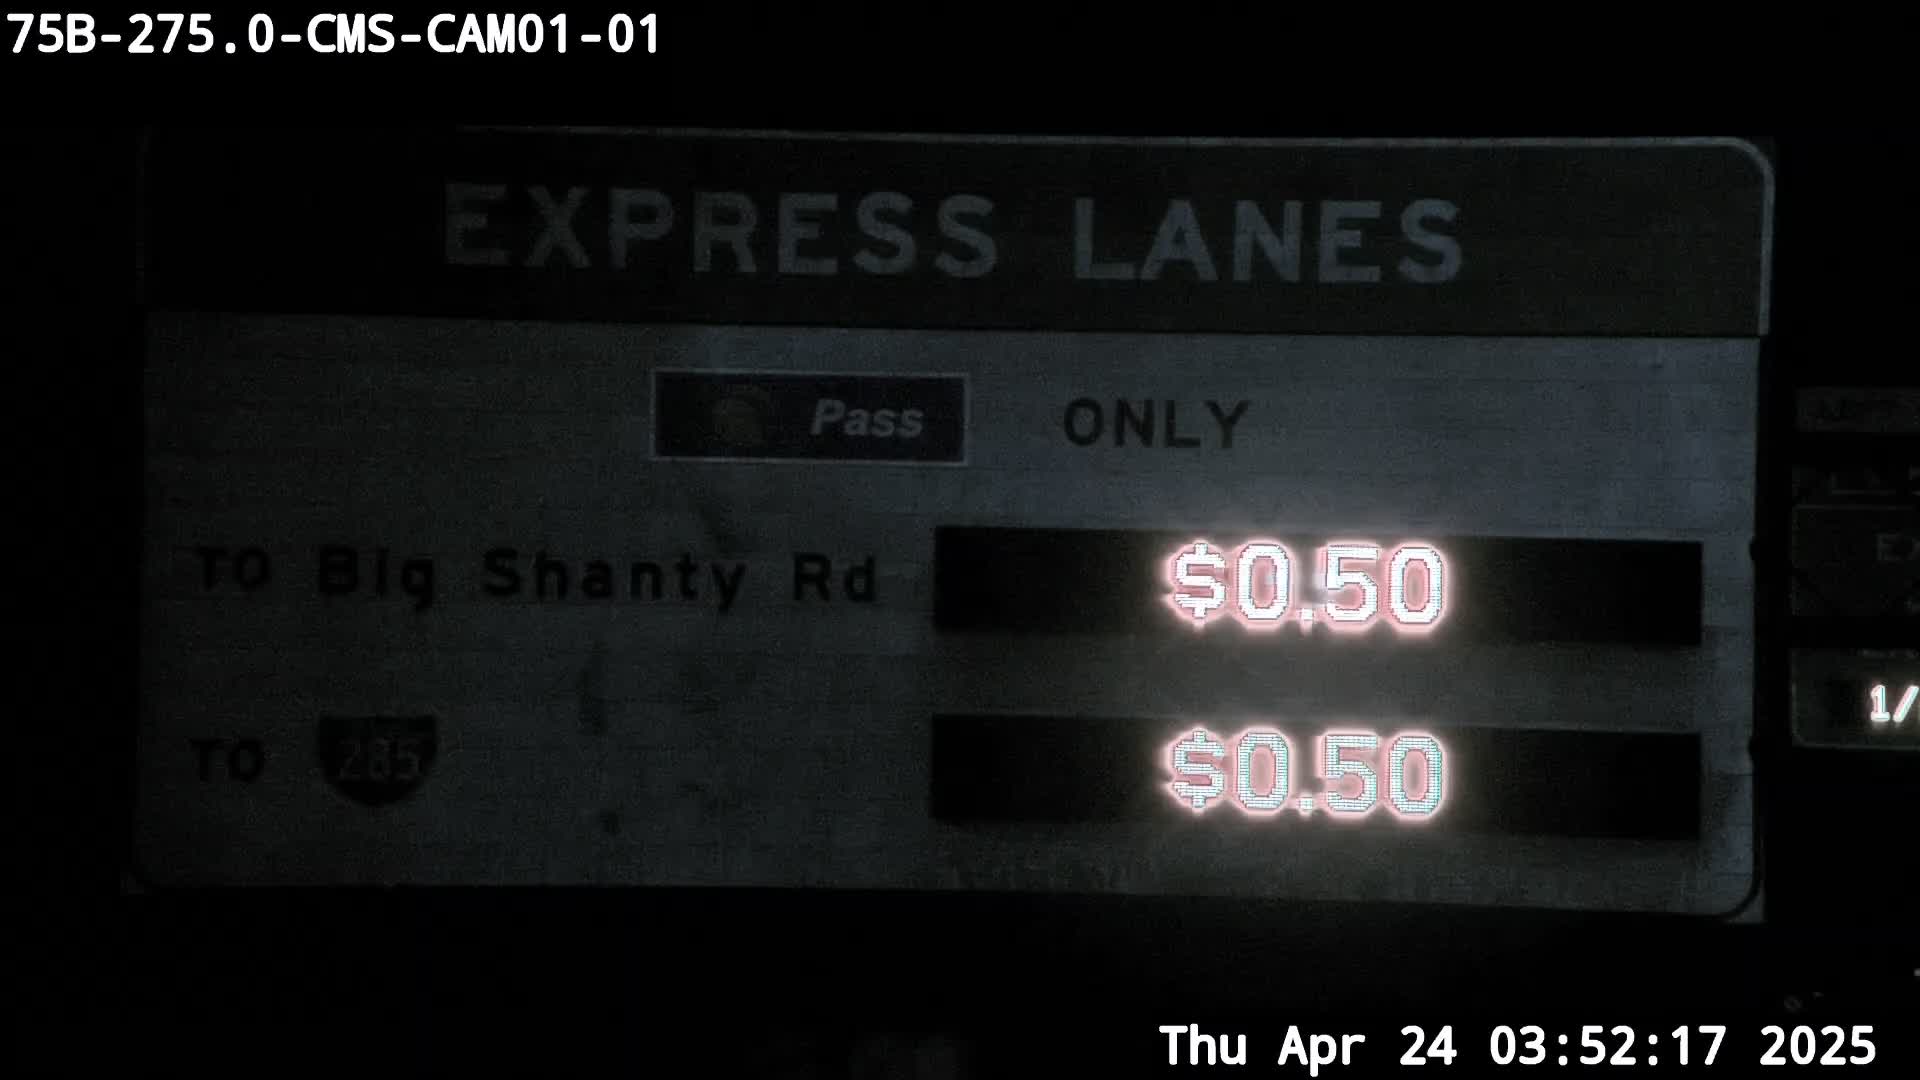 75B-275.0-CMS-CAM01-01
EXPRESS LANES
Pass ONLY
TO Big Shanty Rd $0.50
TO 285 $0.50
1/
Thu Apr 24 03:52:17 2025